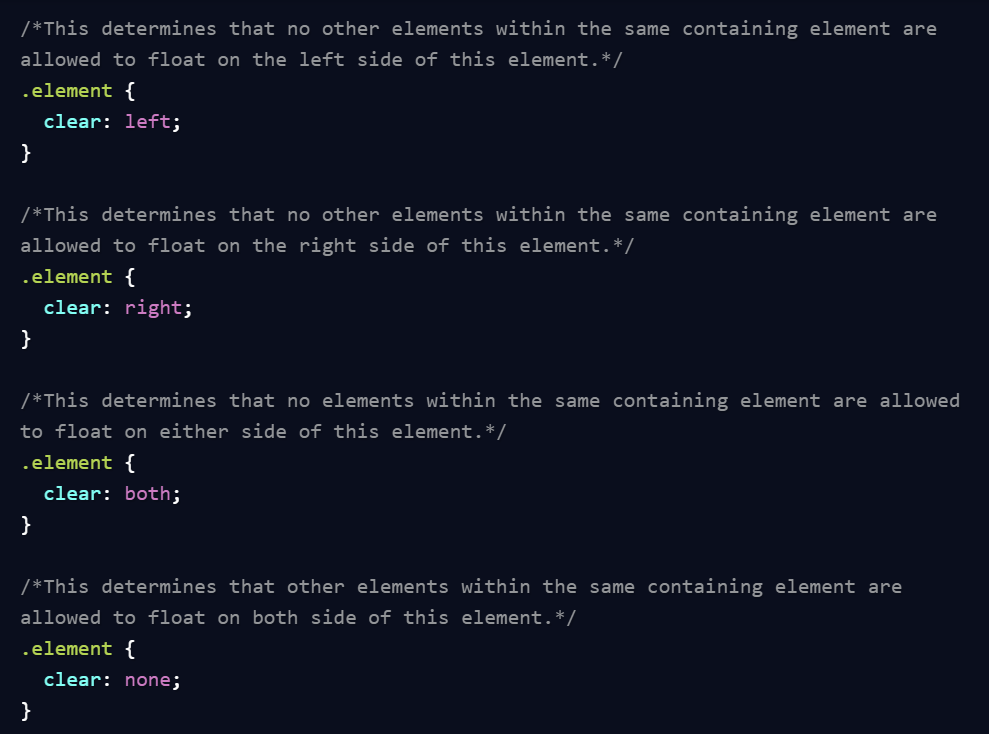 /*This determines that no other elements within the same containing element are
allowed to float on the left side of this element.*/
.element {
  clear: left;
}

/*This determines that no other elements within the same containing element are
allowed to float on the right side of this element.*/
.element {
  clear: right;
}

/*This determines that no elements within the same containing element are allowed
to float on either side of this element.*/
.element {
  clear: both;
}

/*This determines that other elements within the same containing element are
allowed to float on both side of this element.*/
.element {
  clear: none;
}